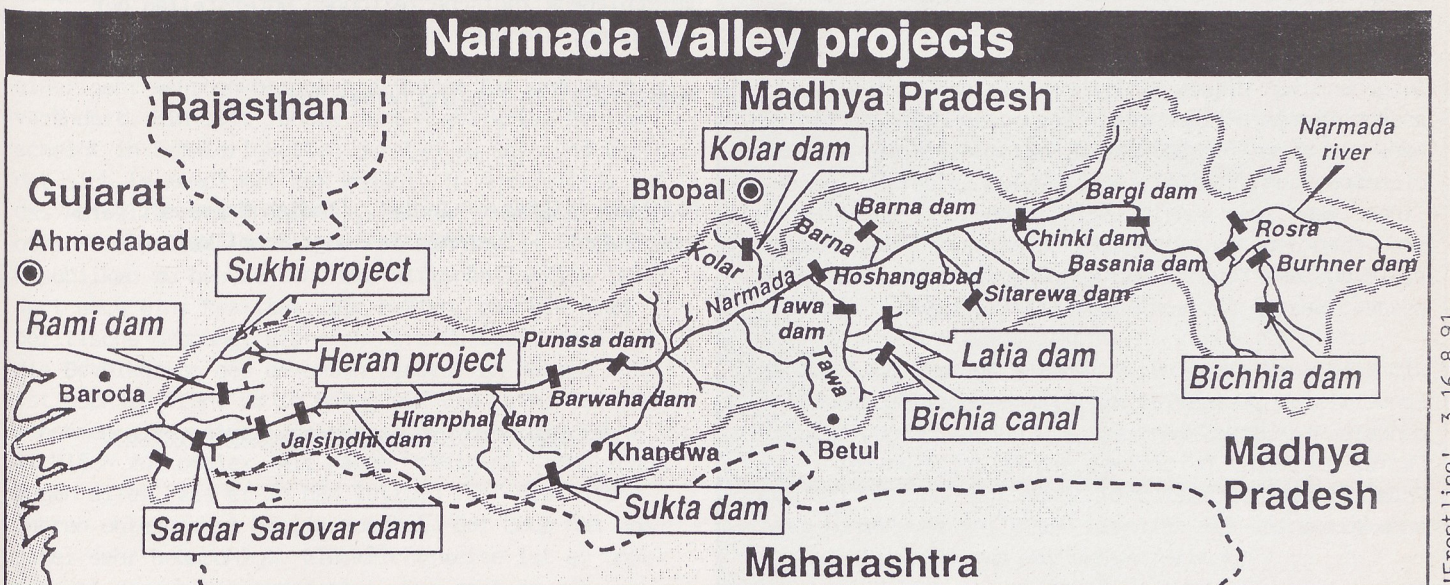 Narmada Valley projects
Rajasthan
Madhya Pradesh
Kolar dam
Narmada
river
Gujarat
Bhopal
Bargi dam
Barna dam
Rosra
Ahmedabad
Barna
Chinki dam
Sukhi project
Kolar
Basania dam
Burhner dam
Hoshangabad
Narmada
Sitarewa dam
Rami dam
Tawa
dam
Punasa dam
Heran project
Latia dam
Tawa
Bichhia dam
Baroda
Barwaha dam
Bichia canal
Hiranphal dam
Jalsindhi dam
Khandwa
Betul
Madhya
Pradesh
Sukta dam
Sardar Sarovar dam
Maharashtra